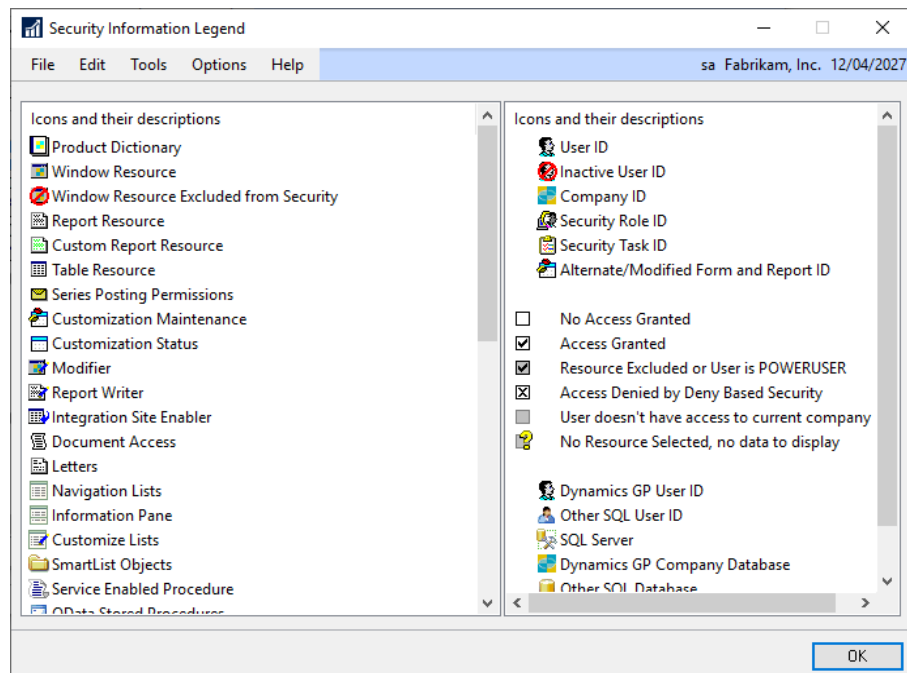 Security Information Legend
File Edit Tools Options Help
sa Fabrikam, Inc. 12/04/2027
Icons and their descriptions
Product Dictionary
Window Resource
Window Resource Excluded from Security
Report Resource
Custom Report Resource
Table Resource
Series Posting Permissions
Customization Maintenance
Customization Status
Modifier
Report Writer
Integration Site Enabler
Document Access
Letters
Navigation Lists
Information Pane
Customize Lists
SmartList Objects
Service Enabled Procedure
OData Stored Procedures
Icons and their descriptions
User ID
Inactive User ID
Company ID
Security Role ID
Security Task ID
Alternate/Modified Form and Report ID
No Access Granted
Access Granted
Resource Excluded or User is POWERUSER
Access Denied by Deny Based Security
User doesn't have access to current company
No Resource Selected, no data to display
Dynamics GP User ID
Other SQL User ID
SQL Server
Dynamics GP Company Database
Other SQL Database
OK